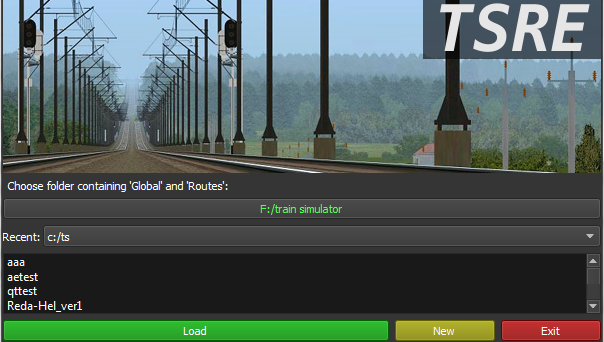 TSRE
Choose folder containing 'Global' and 'Routes':
F:/train simulator
Recent: c:/ts
aaa
aetest
qttest
Reda-Hel_ver1
Load New Exit